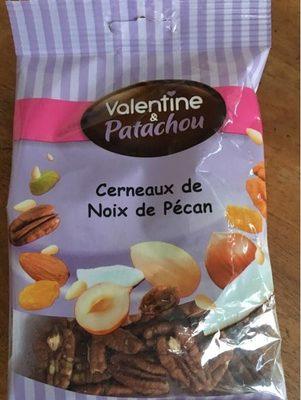 Valentine
&
Patachou
Cerneaux de
Noix de Pécan